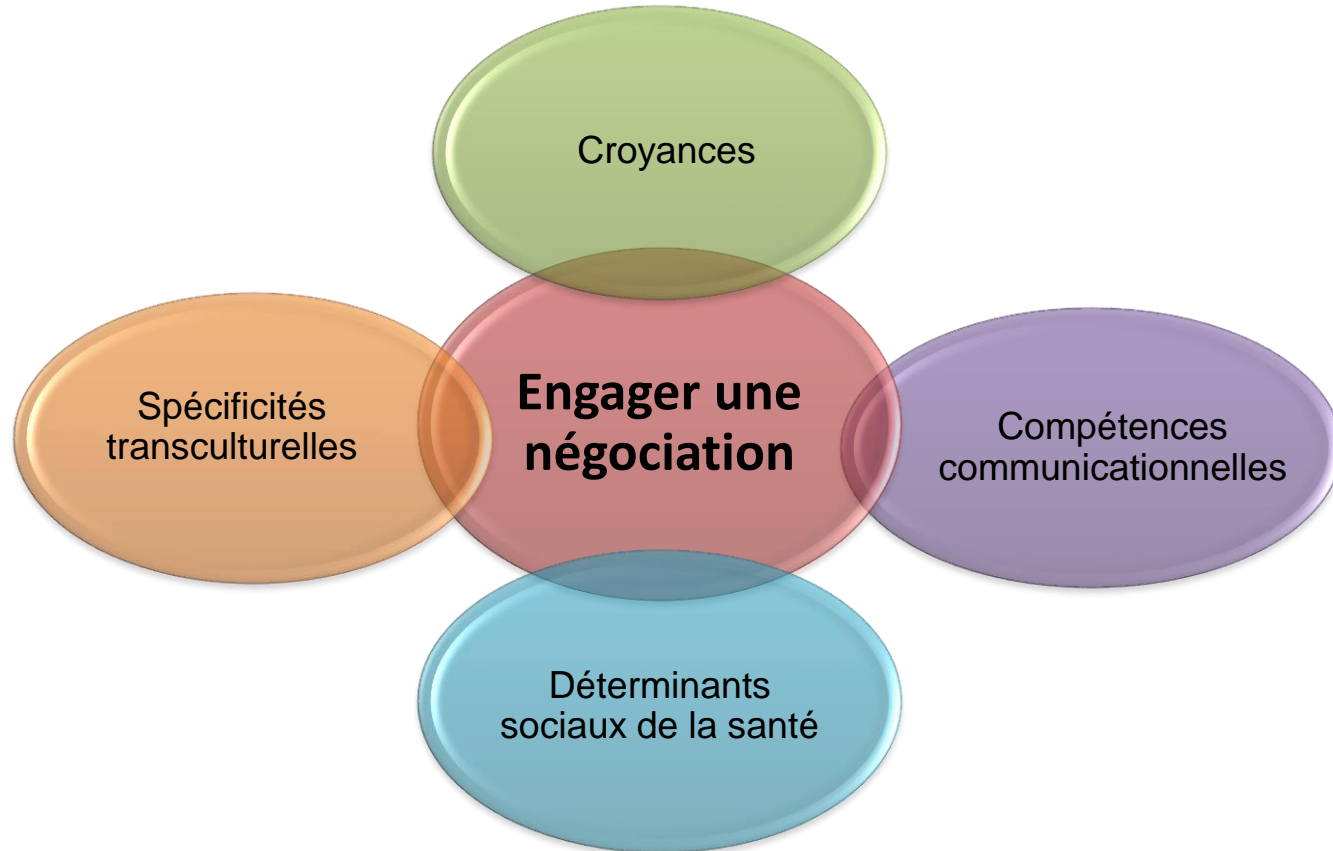 Croyances
Spécificités
transculturelles
Engager une
négociation
Compétences
communicationnelles
Déterminants
sociaux de la santé